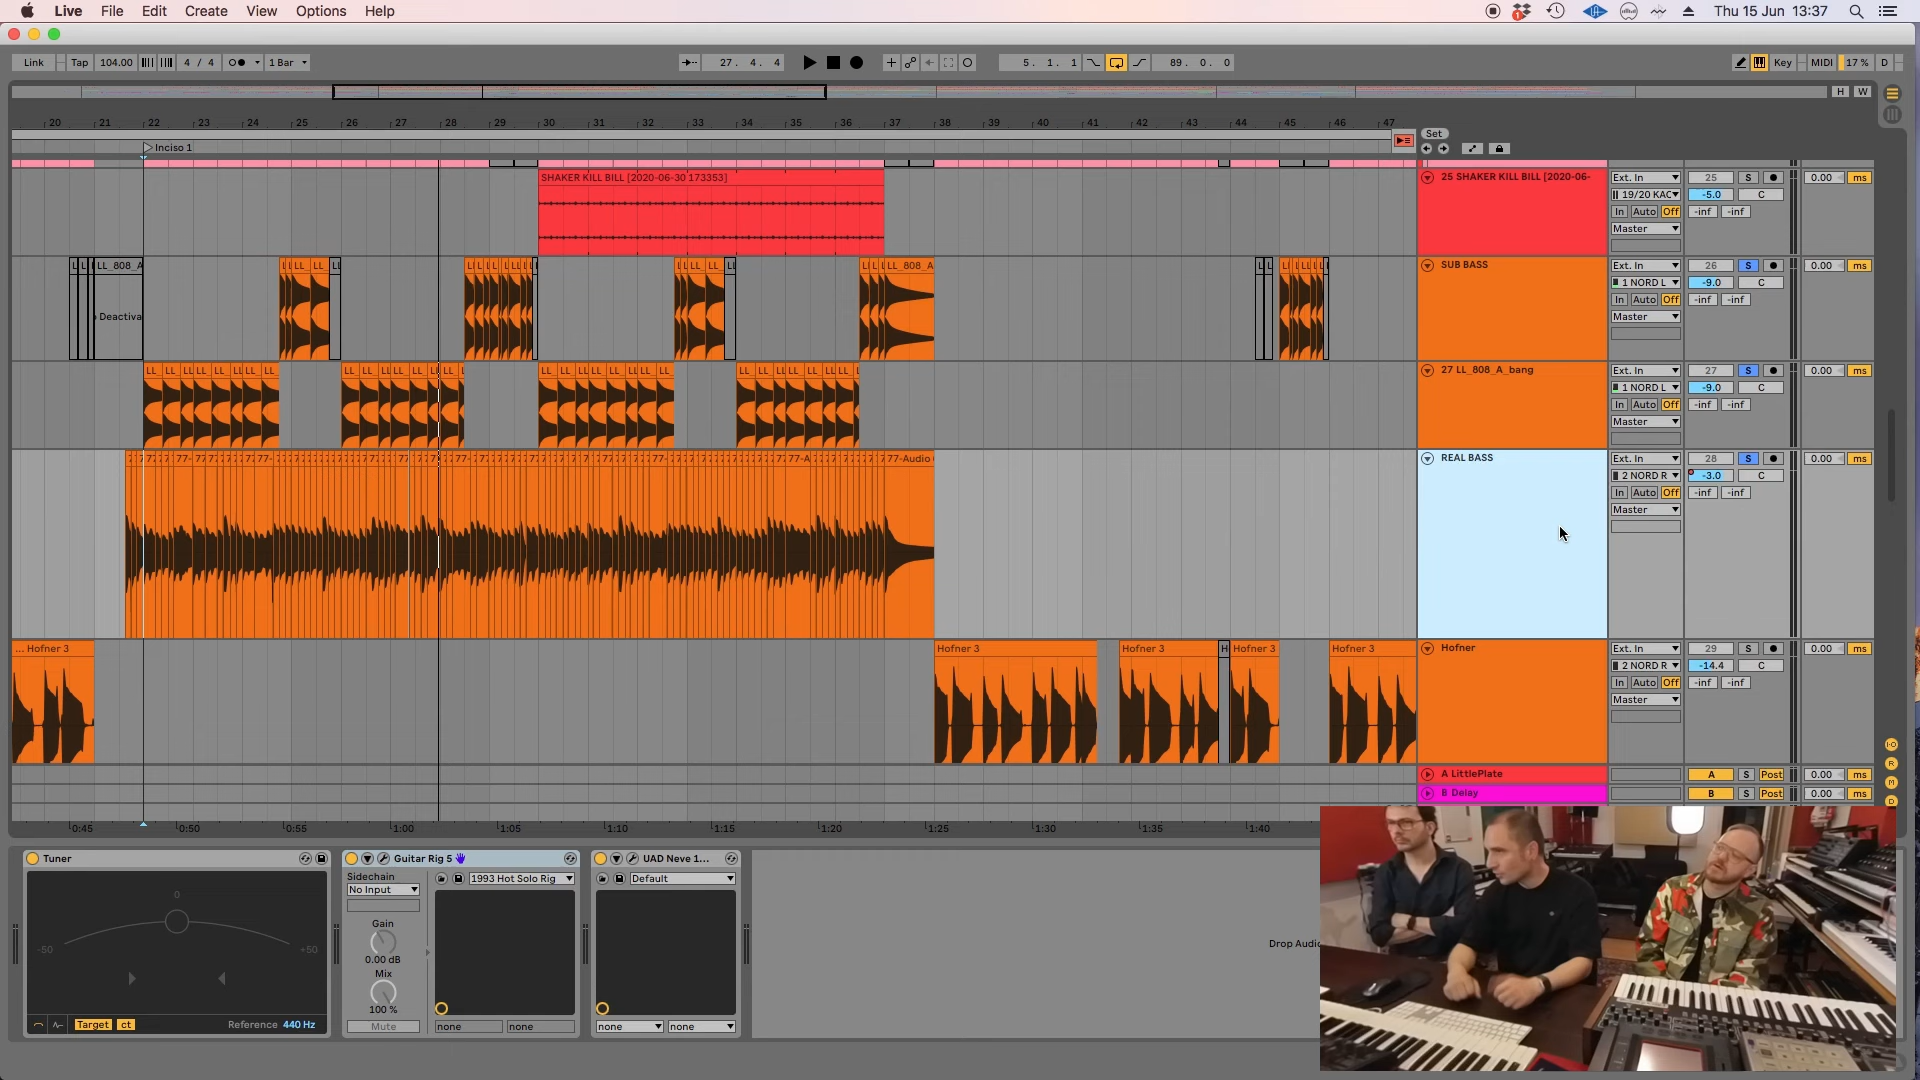 Live File Edit Create View Options Help Thu 15 Jun 13:37
Link Tap 104.00 4 / 4 1 Bar 27. 4. 4 5. 1. 1 89. 0. 0 Key MIDI 17 % D
H W
20 21 22 23 24 25 26 27 28 29 30 31 32 33 34 35 36 37 38 39 40 41 42 43 44 45 46 47 Set
Inciso 1
SHAKER KILL BILL [2020-06-30 173353] 25 SHAKER KILL BILL [2020-06- Ext. In 25 S 0.00 ms
19/20 KAC -5.0 C
In Auto Off -inf -inf
Master
LL_808_A LL_808_A SUB BASS Ext. In 26 S 0.00 ms
1 NORD L -9.0 C
In Auto Off -inf -inf
Deactiva Master
27 LL_808_A_bang Ext. In 27 S 0.00 ms
1 NORD L -9.0 C
In Auto Off -inf -inf
Master
77-Audio REAL BASS Ext. In 28 S 0.00 ms
2 NORD R -3.0 C
In Auto Off -inf -inf
Master
... Hofner 3 Hofner 3 Hofner 3 H Hofner 3 Hofner 3 Hofner Ext. In 29 S 0.00 ms
2 NORD R -14.4 C
In Auto Off -inf -inf
Master
A LittlePlate A S Post 0.00 ms
B Delay B S Post 0.00 ms
0:45 0:50 0:55 1:00 1:05 1:10 1:15 1:20 1:25 1:30 1:35 1:40
Tuner Guitar Rig 5 UAD Neve 1...
Sidechain
No Input 1993 Hot Solo Rig Default
0
Gain
-50 +50
0.00 dB
Drop Audio
Mix
100 %
Target ct Reference 440 Hz Mute none none none none